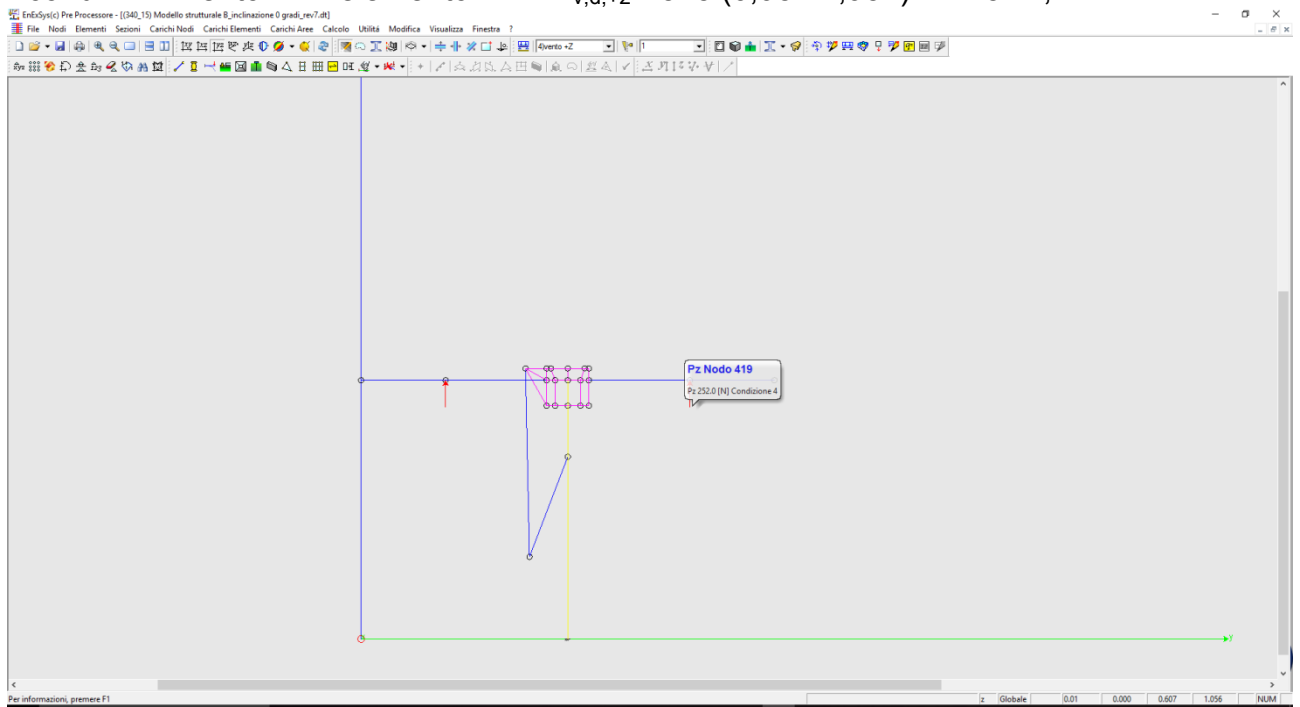 EnExSys(c) Pre Processore - [(340_15) Modello strutturale B_inclinazione 0 gradi_rev7.dt]
File Nodi Elementi Sezioni Carichi Nodi Carichi Elementi Carichi Aree Calcolo Utilità Modifica Visualizza Finestra ?
4)vento +Z 1
Pz Nodo 419
Pz 252.0 [N] Condizione 4
Y
Per informazioni, premere F1 z Globale 0.01 0.000 0.607 1.056 NUM